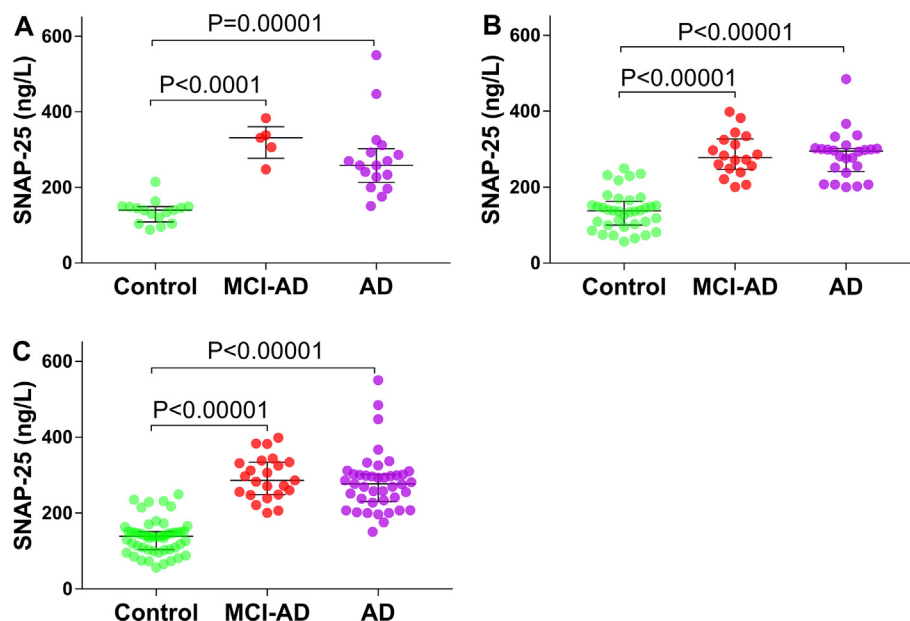 A
P=0.00001
P<0.0001
SNAP-25 (ng/L)
600
400
200
0
Control MCI-AD AD
B
P<0.00001
P<0.00001
SNAP-25 (ng/L)
600
400
200
0
Control MCI-AD AD
C
P<0.00001
P<0.00001
SNAP-25 (ng/L)
600
400
200
0
Control MCI-AD AD